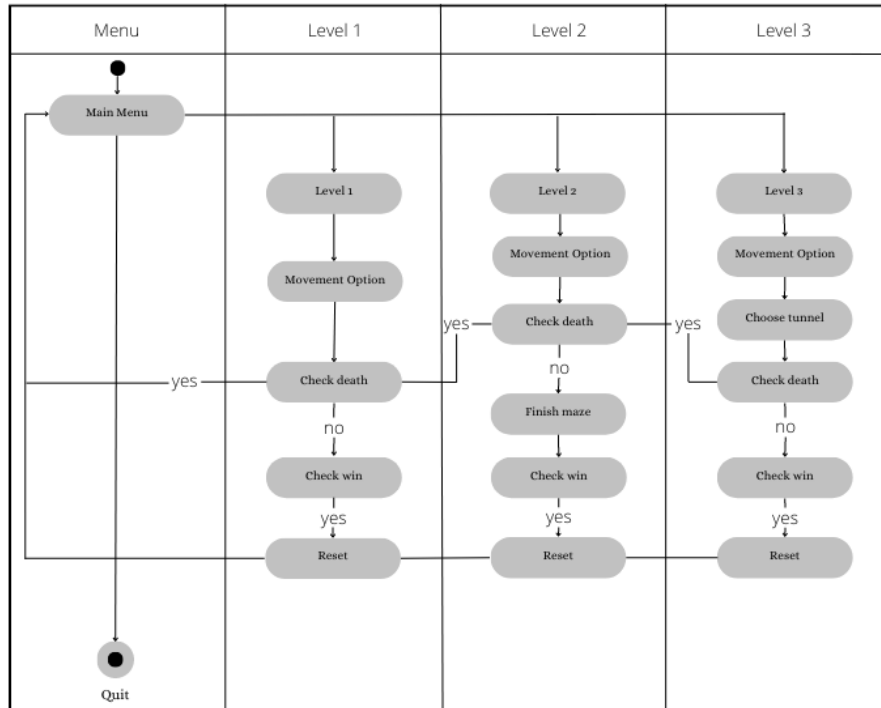 Menu
Level 1
Level 2
Level 3
Main Menu
Level 1
Level 2
Level 3
Movement Option
Movement Option
Movement Option
Choose tunnel
yes
Check death
yes
yes
Check death
Check death
no
no
Finish maze
no
Check win
Check win
Check win
yes
yes
yes
Reset
Reset
Reset
Quit